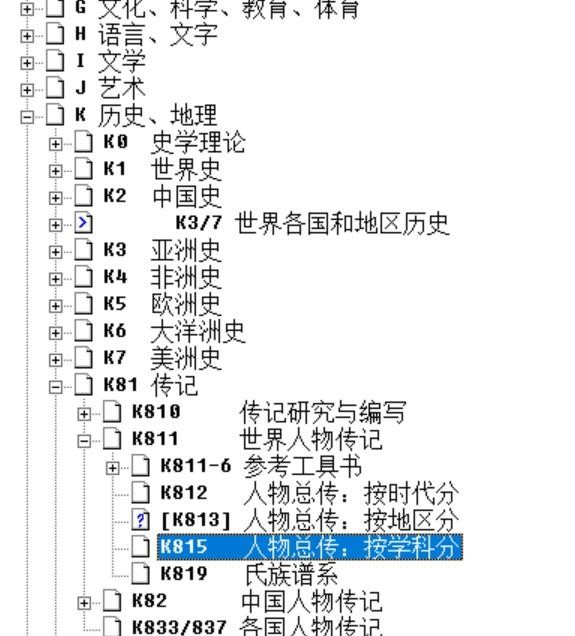 G 文化、科学、教育、体育
H 语言、文字
I 文学
J 艺术
K 历史、地理
K0 史学理论
K1 世界史
K2 中国史
K3/7 世界各国和地区历史
K3 亚洲史
K4 非洲史
K5 欧洲史
K6 大洋洲史
K7 美洲史
K81 传记
K810 传记研究与编写
K811 世界人物传记
K811-6 参考工具书
K812 人物总传：按时代分
[K813] 人物总传：按地区分
K815 人物总传：按学科分
K819 氏族谱系
K82 中国人物传记
K833/837 各国人物传记